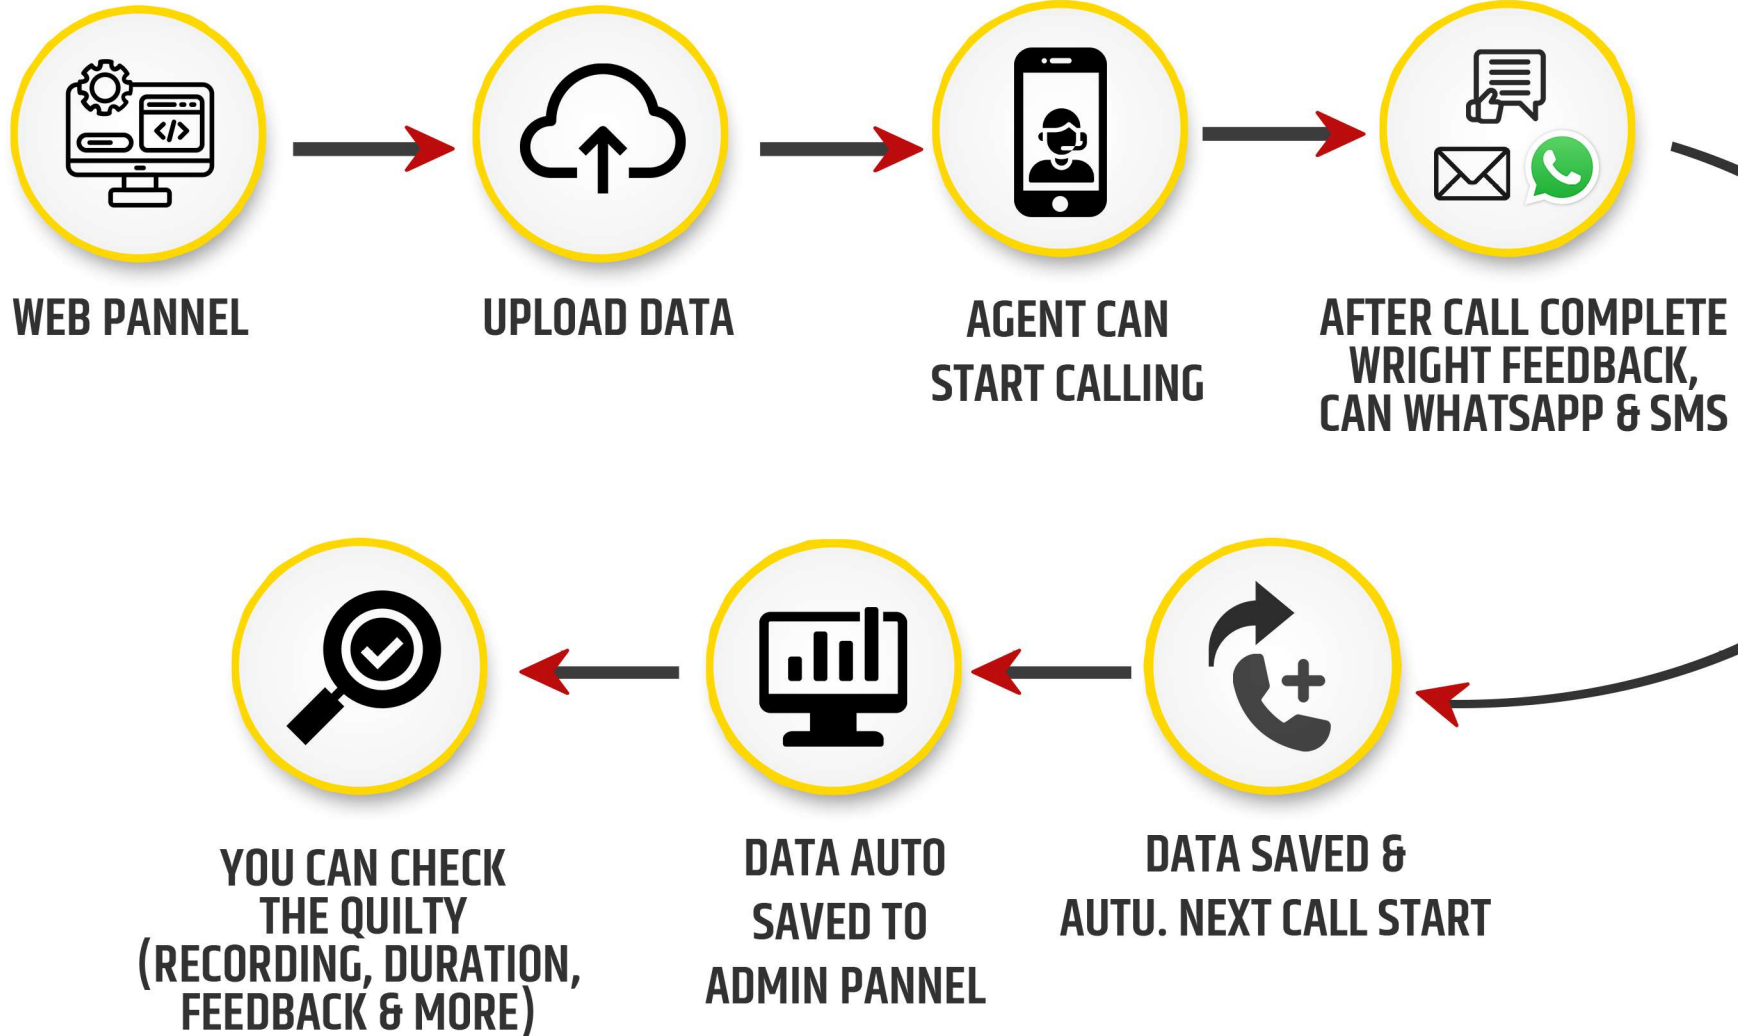 WEB PANNEL
UPLOAD DATA
AGENT CAN
START CALLING
AFTER CALL COMPLETE
WRIGHT FEEDBACK,
CAN WHATSAPP & SMS
DATA SAVED &
AUTU. NEXT CALL START
DATA AUTO
SAVED TO
ADMIN PANNEL
YOU CAN CHECK
THE QUILTY
(RECORDING, DURATION,
FEEDBACK & MORE)